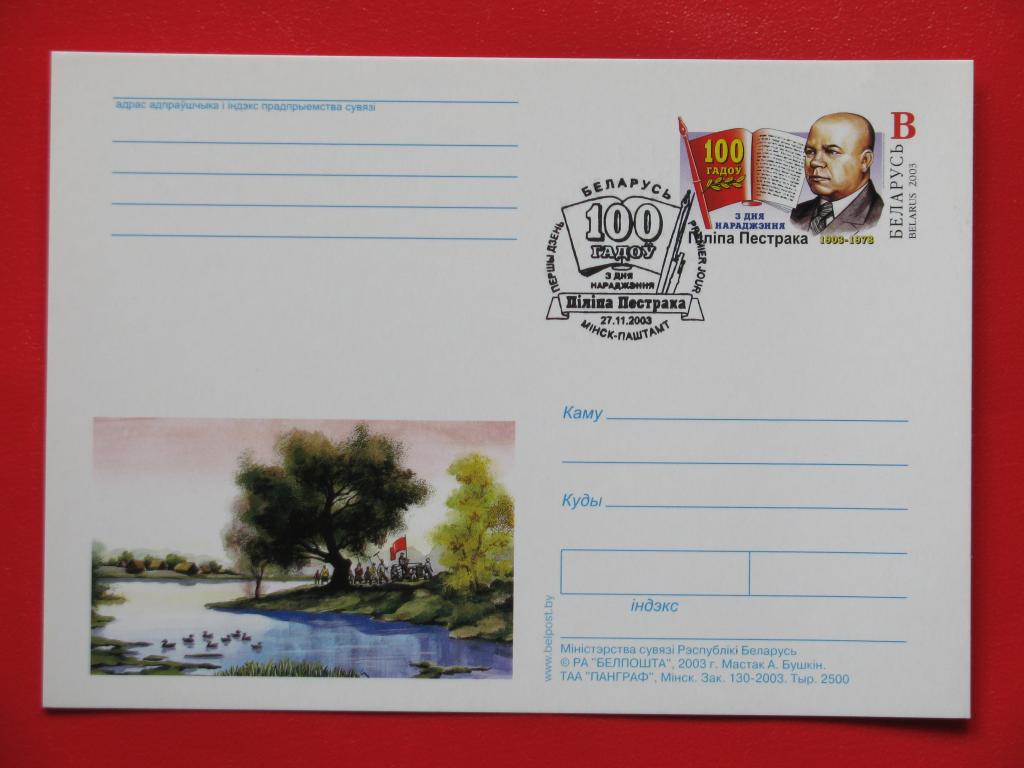 адрас адпраўшчыка і індэкс прадпрыемства сувязі
100
ГАДОЎ
З ДНЯ
НАРАДЖЭННЯ
Піліпа Пестрака 1903-1978
B
БЕЛАРУСЬ
BELARUS 2003
БЕЛАРУСЬ
ПЕРШЫ ДЗЕНЬ
PREMIER JOUR
100
ГАДОЎ
З ДНЯ
НАРАДЖЭННЯ
Піліпа Пестрака
27.11.2003
МІНСК-ПАШТАМТ
Каму
Куды
індэкс
www.belpost.by
Міністэрства сувязі Рэспублікі Беларусь
© РА "БЕЛПОШТА", 2003 г. Мастак А. Бушкін.
ТАА "ПАНГРАФ", Мінск. Зак. 130-2003. Тыр. 2500